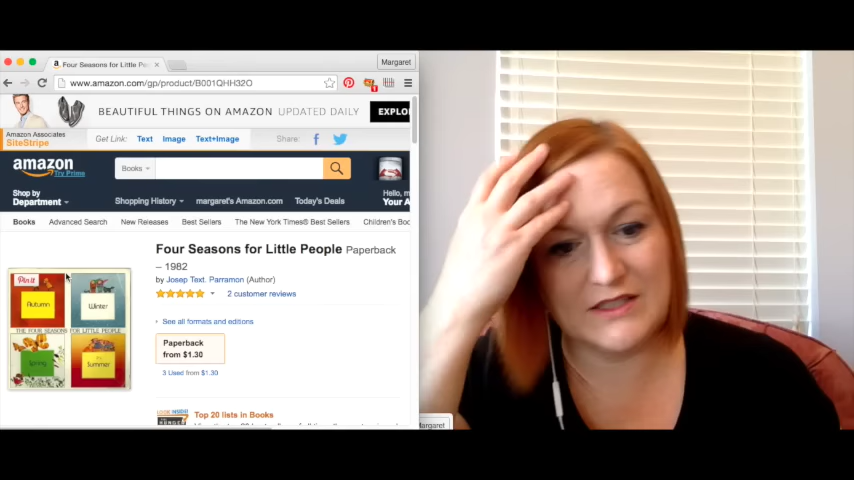 Four Seasons for Little Peo
Margaret
www.amazon.com/gp/product/B001QHH32O
BEAUTIFUL THINGS ON AMAZON UPDATED DAILY EXPLO
Amazon Associates
SiteStripe
Get Link: Text Image Text+Image Share:
amazon
Try Prime
Books
Shop by
Department
Shopping History margaret's Amazon.com Today's Deals
Hello, m
Your A
Books Advanced Search New Releases Best Sellers The New York Times® Best Sellers Children's Boo
Four Seasons for Little People Paperback
– 1982
by Josep Text. Parramon (Author)
2 customer reviews
See all formats and editions
Paperback
from $1.30
3 Used from $1.30
Pin it
Autumn
Winter
THE FOUR SEASONS FOR LITTLE PEOPLE
Spring
Summer
Top 20 lists in Books
Margaret